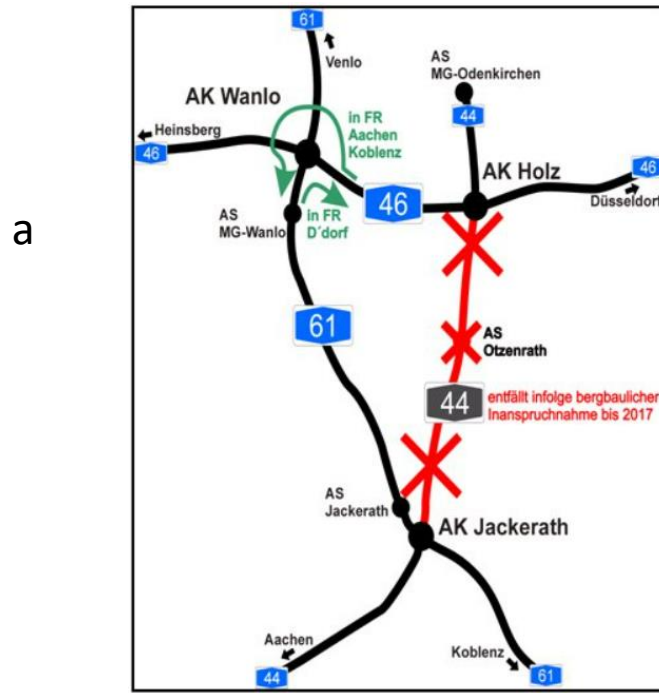 61
Venlo
AS
MG-Odenkirchen
AK Wanlo
in FR
Aachen
Koblenz
44
Heinsberg
46
AK Holz
46
Düsseldorf
46
a
AS
MG-Wanlo
in FR
D´dorf
61
AS
Otzenrath
44
entfällt infolge bergbaulicher
Inanspruchnahme bis 2017
AS
Jackerath
AK Jackerath
Aachen
44
Koblenz
61